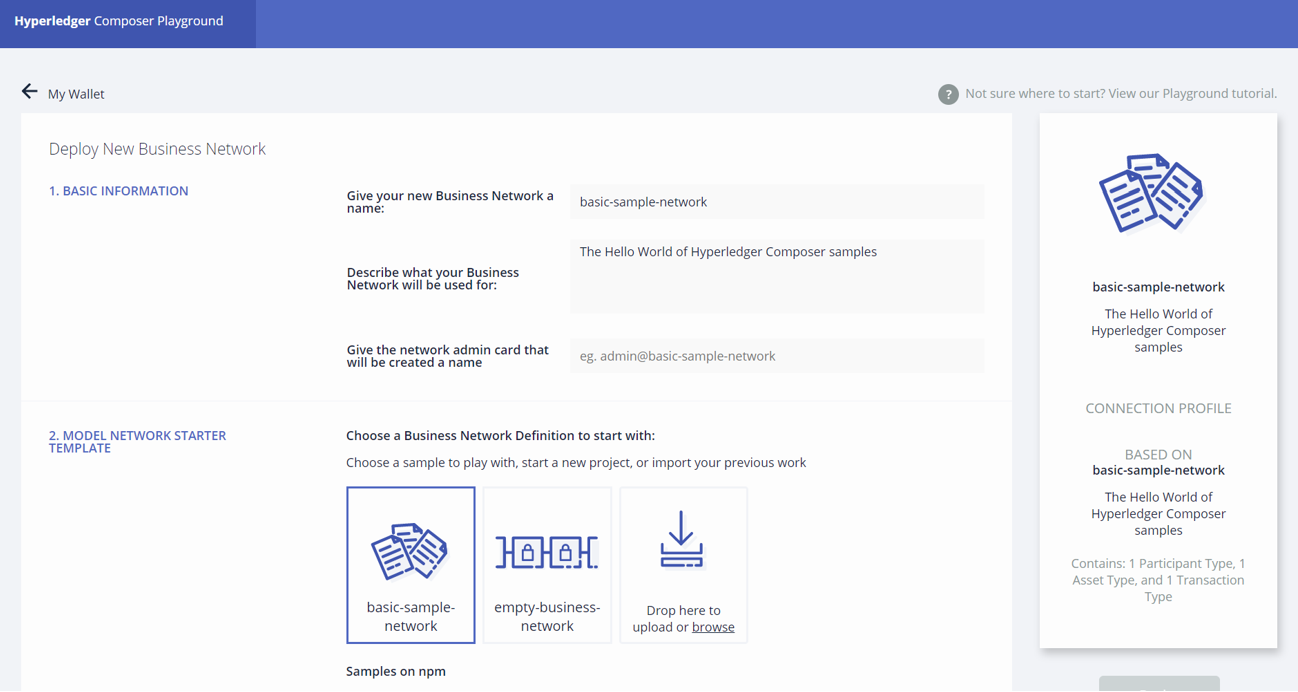 Hyperledger Composer Playground
My Wallet
Not sure where to start? View our Playground tutorial.
Deploy New Business Network
1. BASIC INFORMATION
Give your new Business Network a
name:
basic-sample-network
Describe what your Business
Network will be used for:
The Hello World of Hyperledger Composer samples
Give the network admin card that
will be created a name
eg. admin@basic-sample-network
2. MODEL NETWORK STARTER
TEMPLATE
Choose a Business Network Definition to start with:
Choose a sample to play with, start a new project, or import your previous work
basic-sample-
network
empty-business-
network
Drop here to
upload or browse
Samples on npm
basic-sample-network
The Hello World of
Hyperledger Composer
samples
CONNECTION PROFILE
BASED ON
basic-sample-network
The Hello World of
Hyperledger Composer
samples
Contains: 1 Participant Type, 1
Asset Type, and 1 Transaction
Type